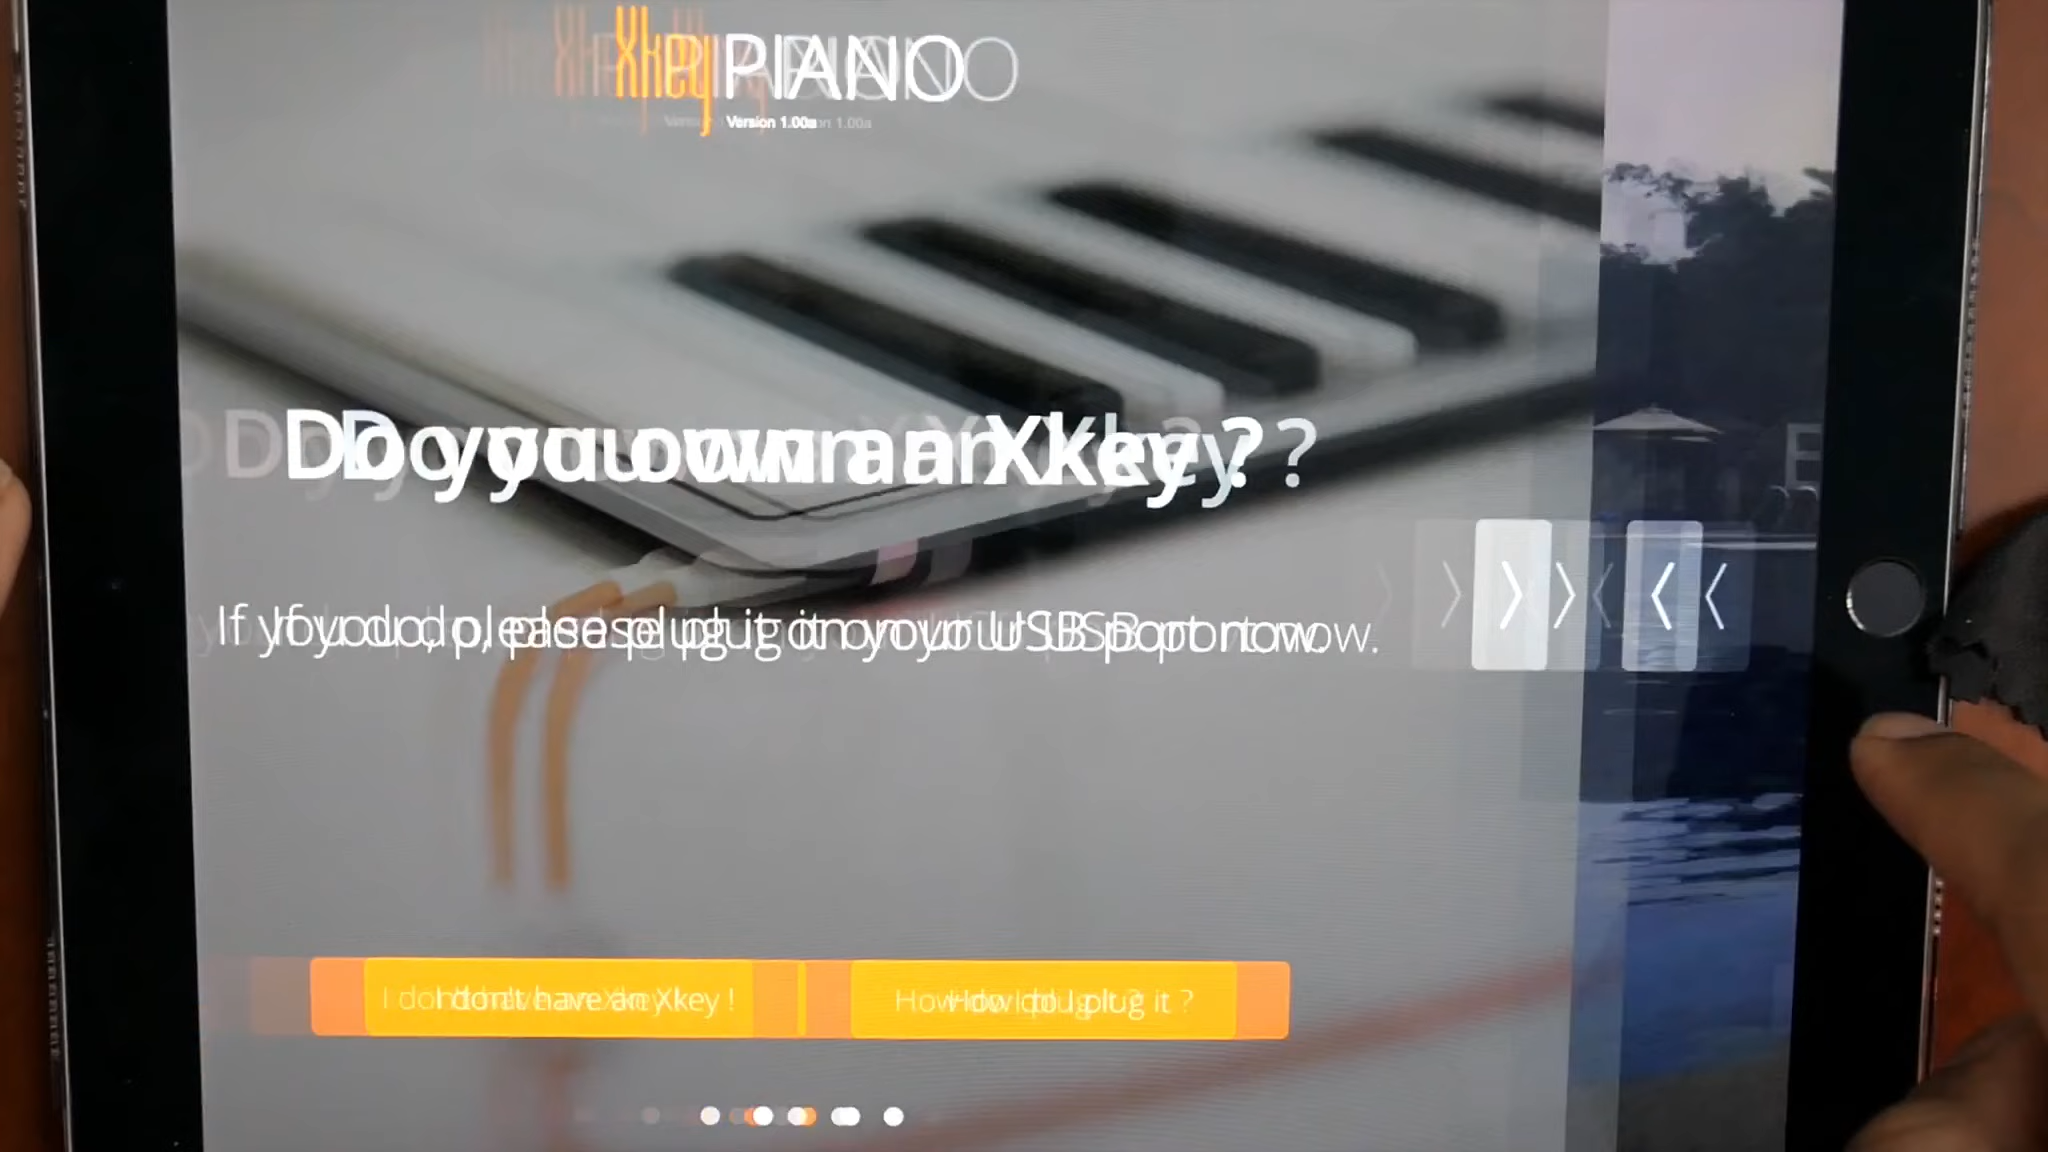 Xkey PIANO
Version 1.00a
Do you own an Xkey ?
If you do, please plug it on your USB port now.
I don't have an Xkey !
How do I plug it ?